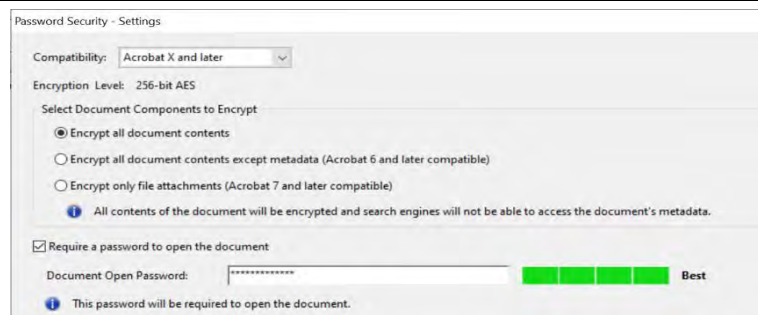 Password Security - Settings
Compatibility: Acrobat X and later
Encryption Level: 256-bit AES
Select Document Components to Encrypt
Encrypt all document contents
Encrypt all document contents except metadata (Acrobat 6 and later compatible)
Encrypt only file attachments (Acrobat 7 and later compatible)
All contents of the document will be encrypted and search engines will not be able to access the document's metadata.
Require a password to open the document
Document Open Password: ************* Best
This password will be required to open the document.